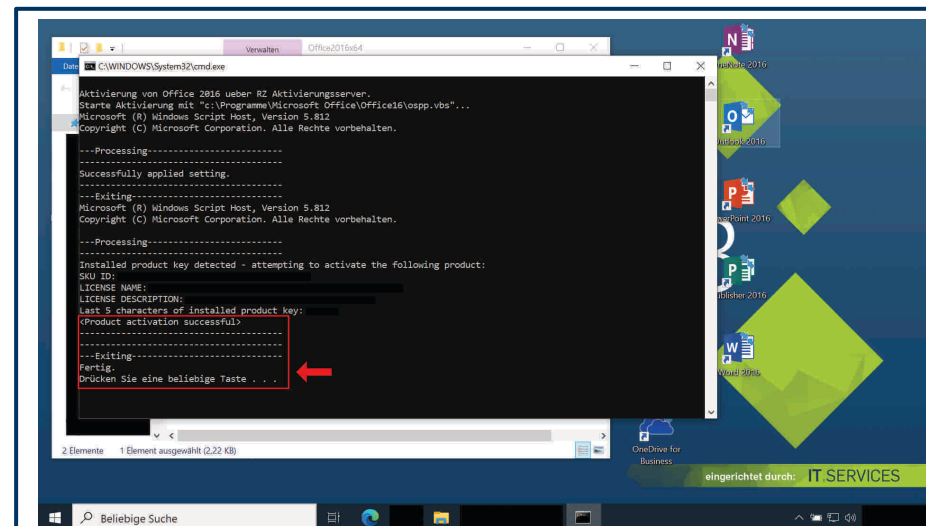 Verwalten
Office2016x64
Date
C:\WINDOWS\System32\cmd.exe
Aktivierung von Office 2016 ueber RZ Aktivierungsserver.
Starte Aktivierung mit "c:\Programme\Microsoft Office\Office16\ospp.vbs"...
Microsoft (R) Windows Script Host, Version 5.812
Copyright (C) Microsoft Corporation. Alle Rechte vorbehalten.
---Processing--------------------------
---------------------------------------
Successfully applied setting.
---------------------------------------
---Exiting-----------------------------
Microsoft (R) Windows Script Host, Version 5.812
Copyright (C) Microsoft Corporation. Alle Rechte vorbehalten.
---Processing--------------------------
---------------------------------------
Installed product key detected - attempting to activate the following product:
SKU ID:
LICENSE NAME:
LICENSE DESCRIPTION:
Last 5 characters of installed product key:
<Product activation successful>
---------------------------------------
---------------------------------------
---Exiting-----------------------------
Fertig.
Drücken Sie eine beliebige Taste . . .
2 Elemente
1 Element ausgewählt (2,22 KB)
2016
2016
2016
2016
Word 2016
OneDrive for
Business
eingerichtet durch: IT.SERVICES
Beliebige Suche